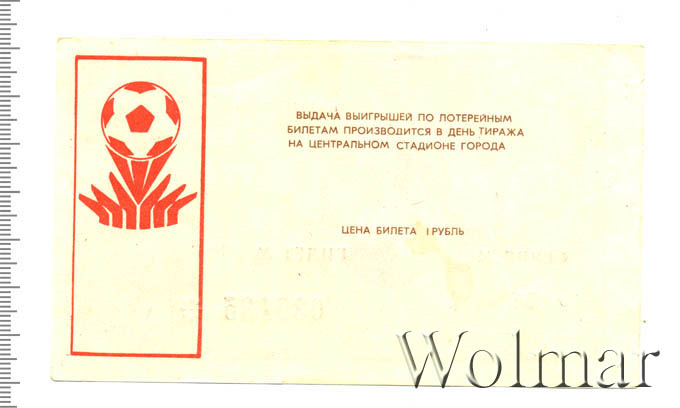 ВЫДАЧА ВЫИГРЫШЕЙ ПО ЛОТЕРЕЙНЫМ
БИЛЕТАМ ПРОИЗВОДИТСЯ В ДЕНЬ ТИРАЖА
НА ЦЕНТРАЛЬНОМ СТАДИОНЕ ГОРОДА
ЦЕНА БИЛЕТА 1 РУБЛЬ
Wolmar